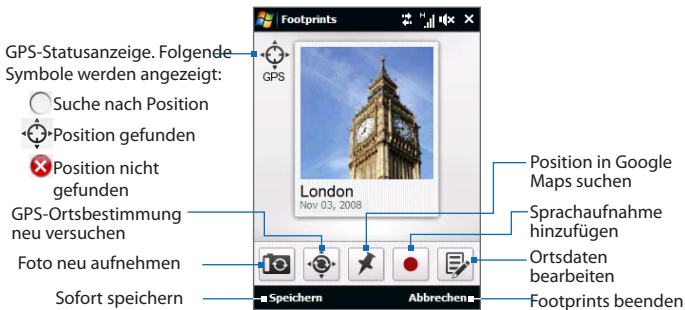 Footprints
GPS-Statusanzeige. Folgende
Symbole werden angezeigt:
GPS
Suche nach Position
Position gefunden
Position nicht
gefunden
GPS-Ortsbestimmung
neu versuchen
Foto neu aufnehmen
Sofort speichern
London
Nov 03, 2008
Position in Google
Maps suchen
Sprachaufnahme
hinzufügen
Ortsdaten
bearbeiten
Footprints beenden
Speichern
Abbrechen
H